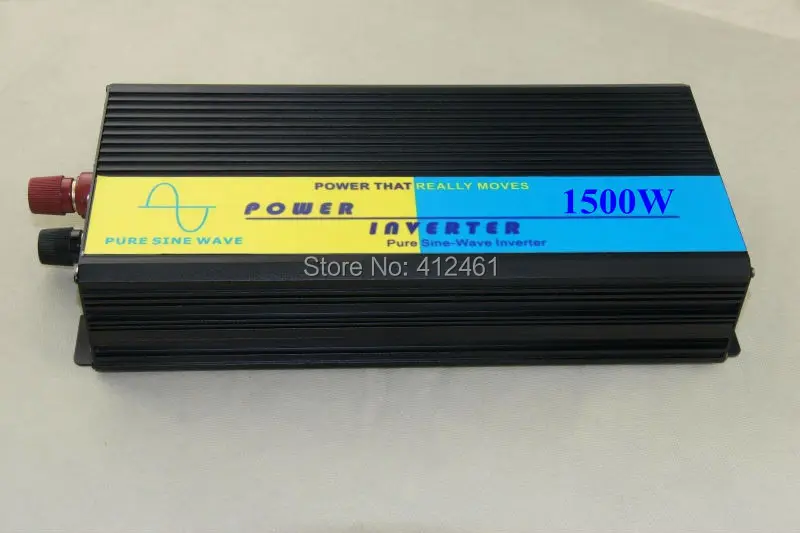 POWER THAT REALLY MOVES
1500W
POWER
INVERTER
PURE SINE WAVE
Pure Sine-Wave Inverter
Store No: 412461